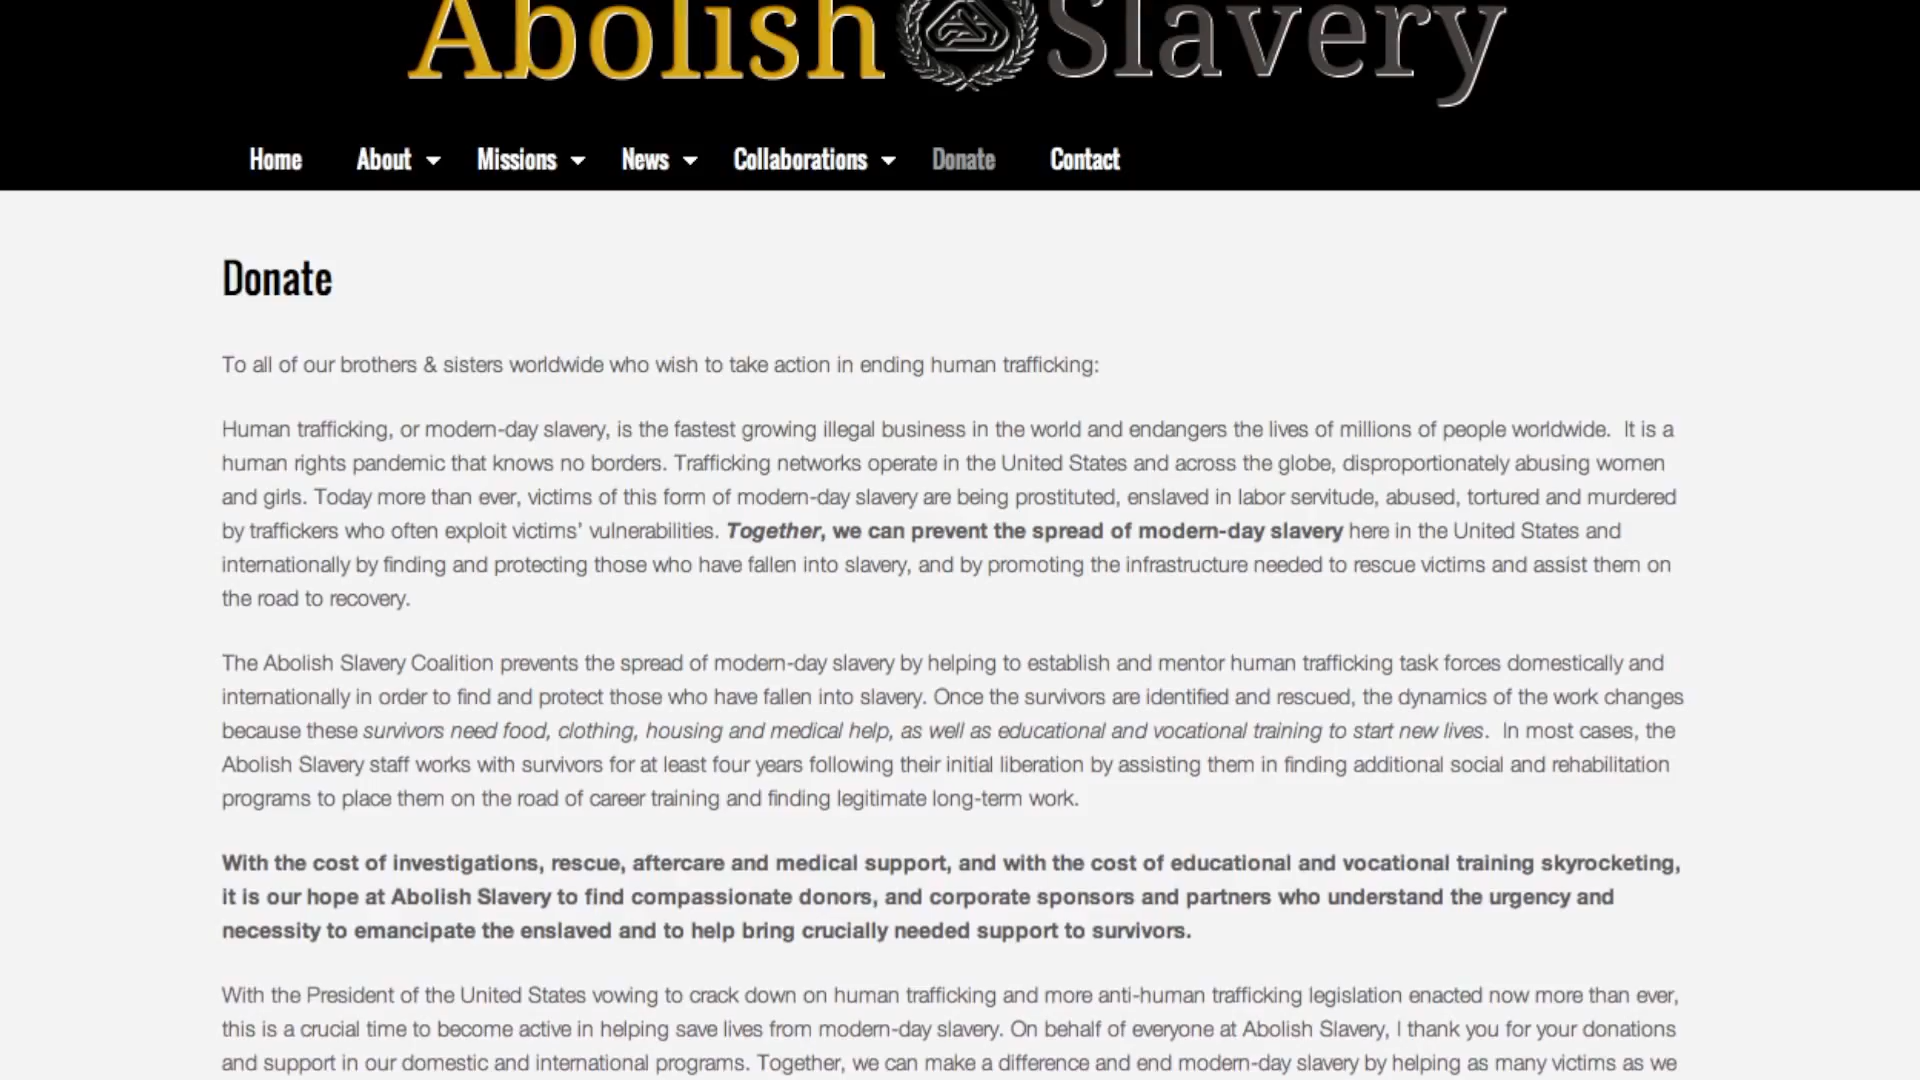 Abolish Slavery
Home About Missions News Collaborations Donate Contact
Donate
To all of our brothers & sisters worldwide who wish to take action in ending human trafficking:
Human trafficking, or modern-day slavery, is the fastest growing illegal business in the world and endangers the lives of millions of people worldwide. It is a
human rights pandemic that knows no borders. Trafficking networks operate in the United States and across the globe, disproportionately abusing women
and girls. Today more than ever, victims of this form of modern-day slavery are being prostituted, enslaved in labor servitude, abused, tortured and murdered
by traffickers who often exploit victims’ vulnerabilities. Together, we can prevent the spread of modern-day slavery here in the United States and
internationally by finding and protecting those who have fallen into slavery, and by promoting the infrastructure needed to rescue victims and assist them on
the road to recovery.
The Abolish Slavery Coalition prevents the spread of modern-day slavery by helping to establish and mentor human trafficking task forces domestically and
internationally in order to find and protect those who have fallen into slavery. Once the survivors are identified and rescued, the dynamics of the work changes
because these survivors need food, clothing, housing and medical help, as well as educational and vocational training to start new lives. In most cases, the
Abolish Slavery staff works with survivors for at least four years following their initial liberation by assisting them in finding additional social and rehabilitation
programs to place them on the road of career training and finding legitimate long-term work.
With the cost of investigations, rescue, aftercare and medical support, and with the cost of educational and vocational training skyrocketing,
it is our hope at Abolish Slavery to find compassionate donors, and corporate sponsors and partners who understand the urgency and
necessity to emancipate the enslaved and to help bring crucially needed support to survivors.
With the President of the United States vowing to crack down on human trafficking and more anti-human trafficking legislation enacted now more than ever,
this is a crucial time to become active in helping save lives from modern-day slavery. On behalf of everyone at Abolish Slavery, I thank you for your donations
and support in our domestic and international programs. Together, we can make a difference and end modern-day slavery by helping as many victims as we